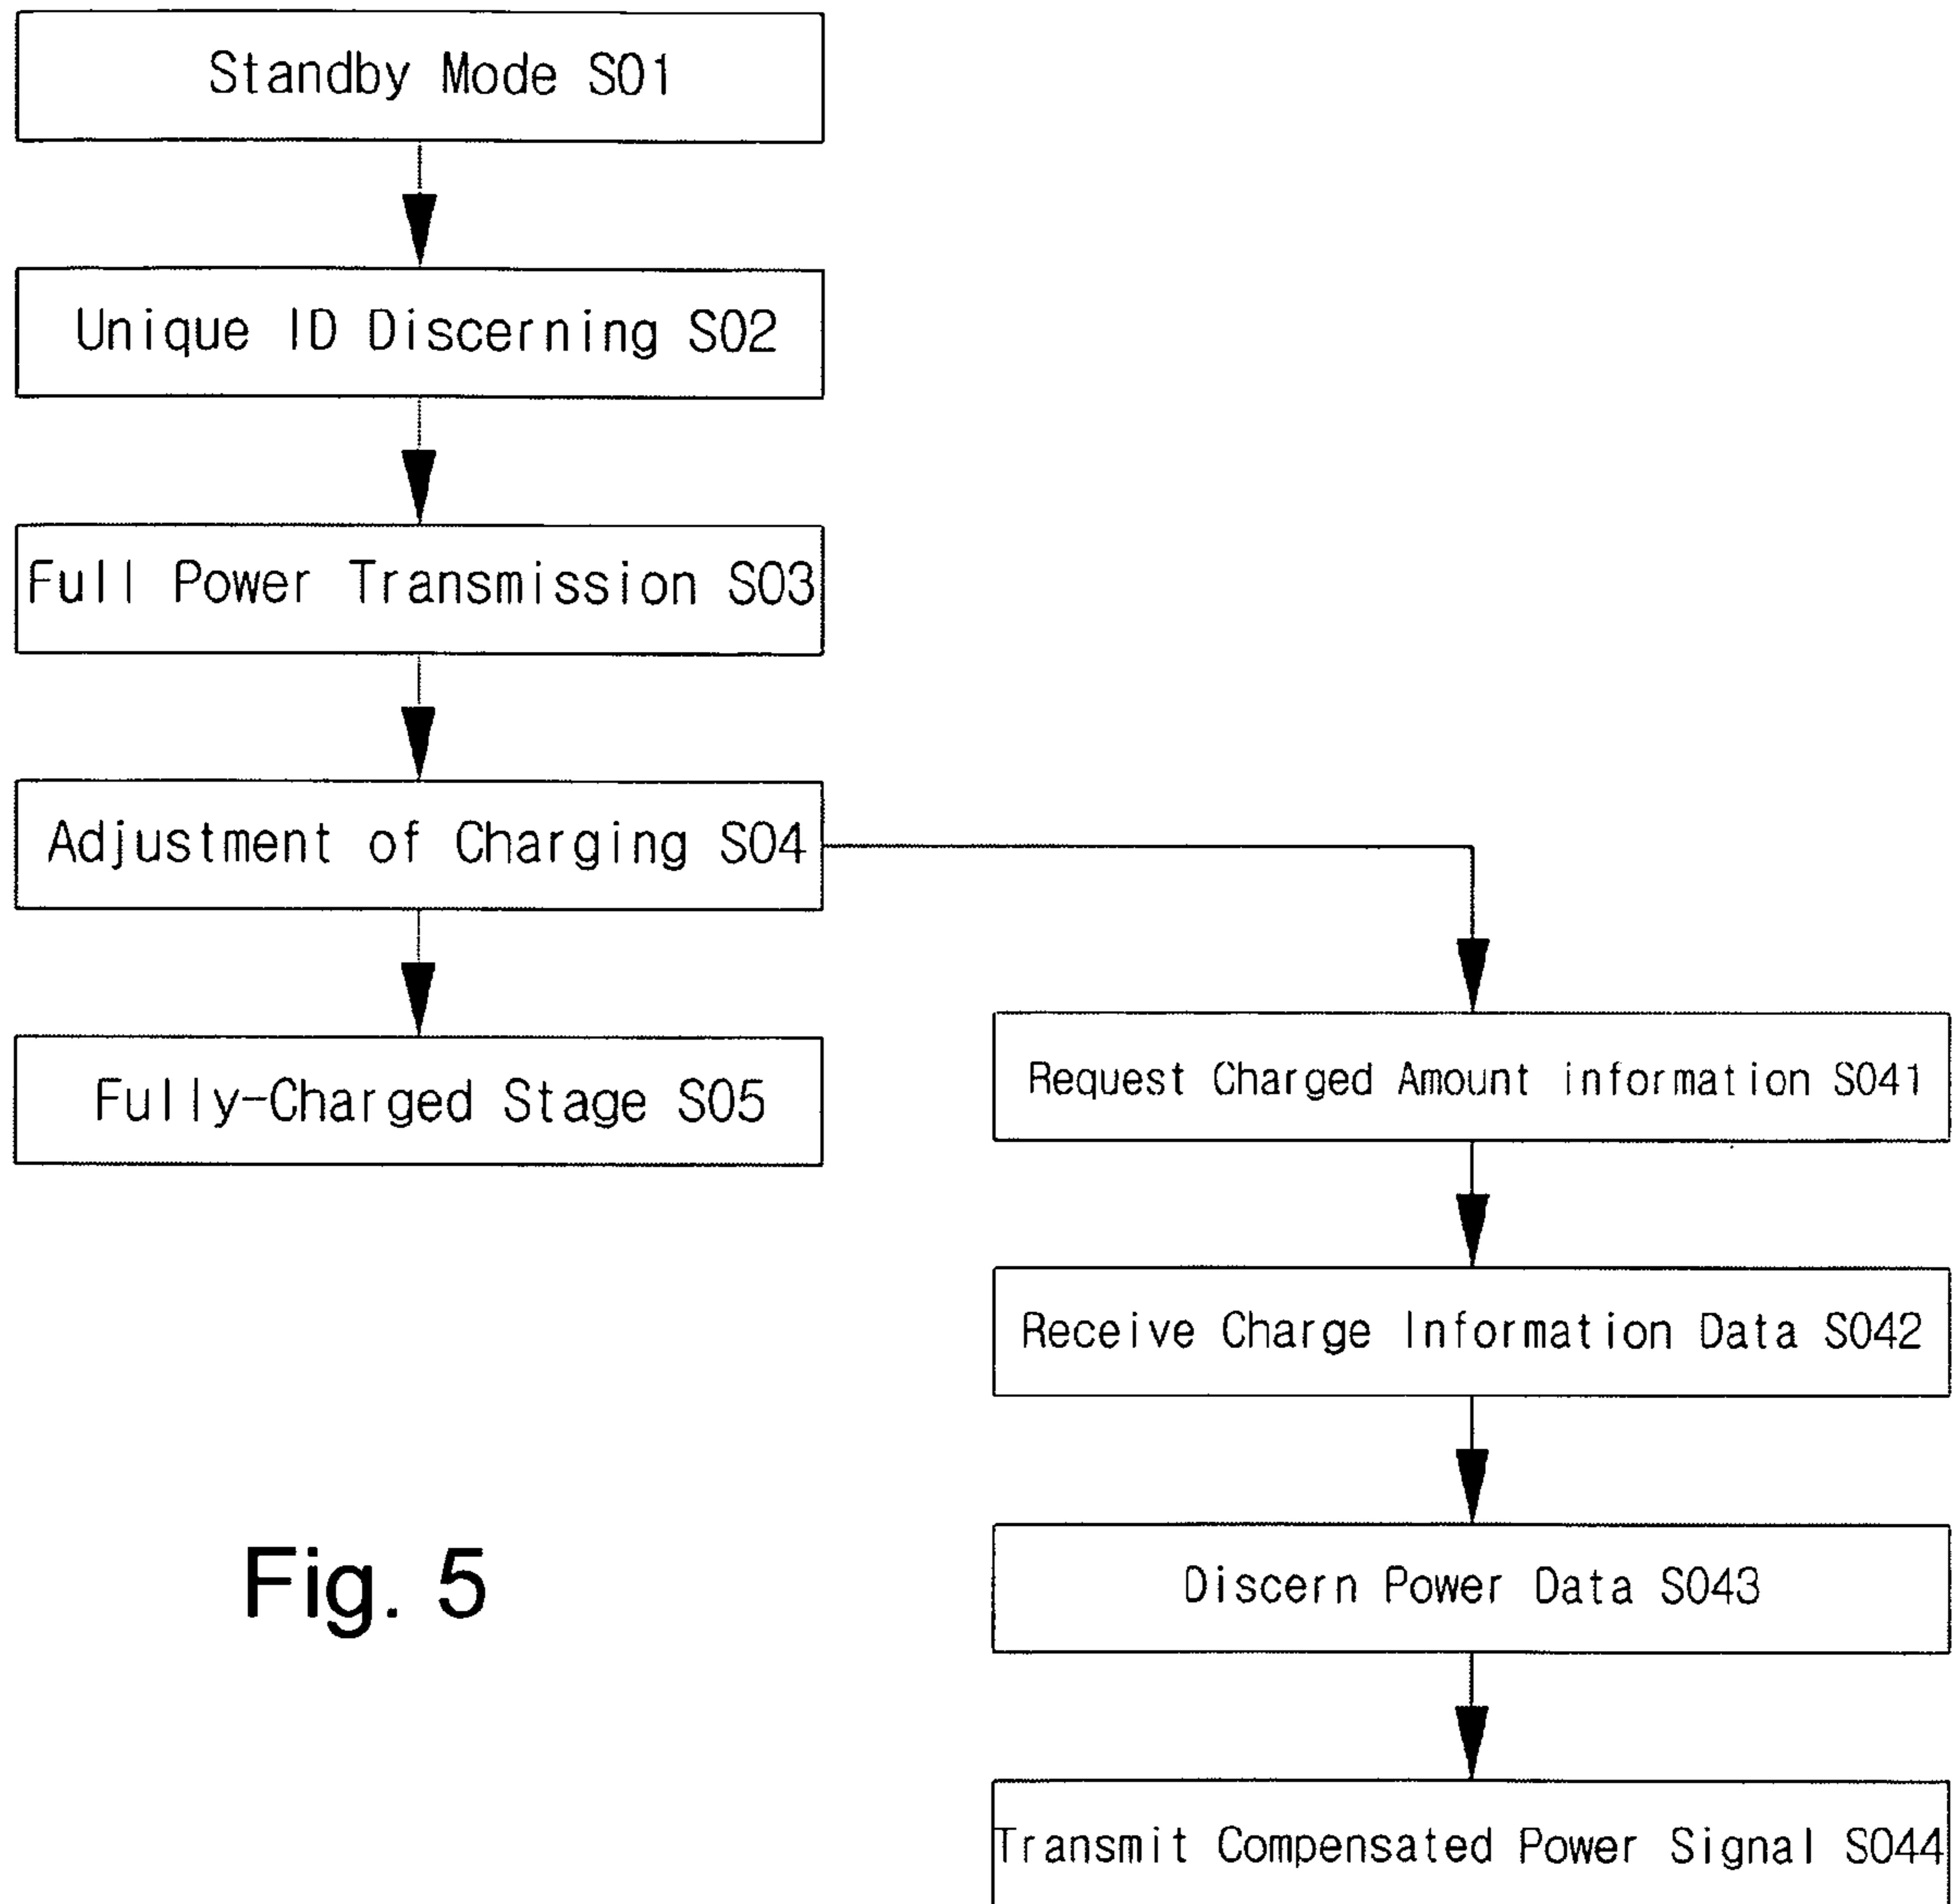 Standby Mode S01
Unique ID Discerning S02
Full Power Transmission S03
Adjustment of Charging S04
Fully-Charged Stage S05
Request Charged Amount information S041
Receive Charge Information Data S042
Discern Power Data S043
Transmit Compensated Power Signal S044
Fig. 5